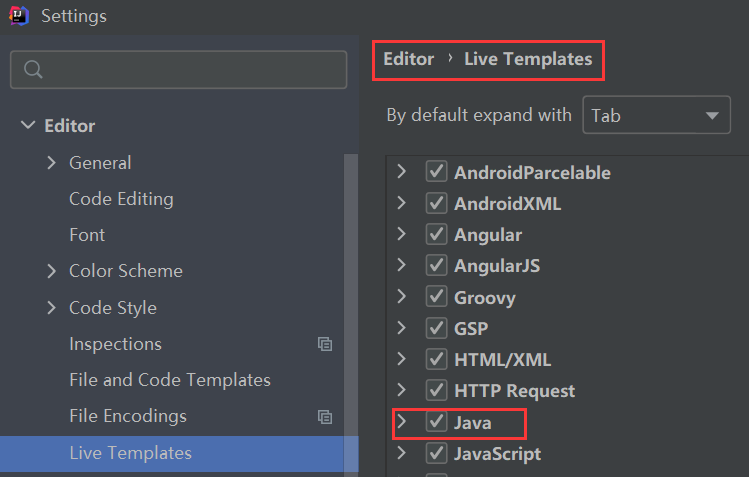 Settings
Editor
General
Code Editing
Font
Color Scheme
Code Style
Inspections
File and Code Templates
File Encodings
Live Templates
Editor › Live Templates
By default expand with Tab
AndroidParcelable
AndroidXML
Angular
AngularJS
Groovy
GSP
HTML/XML
HTTP Request
Java
JavaScript